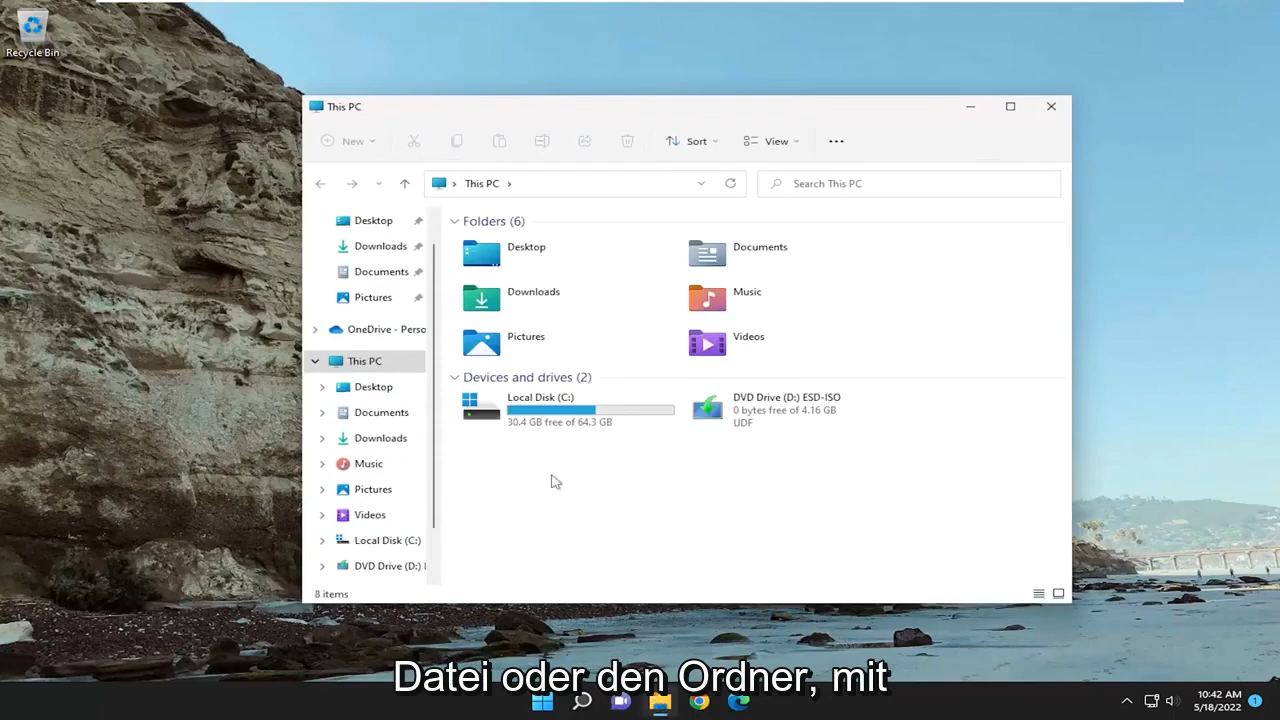 Recycle Bin
This PC
New
Sort
View
This PC
Search This PC
Desktop
Downloads
Documents
Pictures
OneDrive - Perso
This PC
Desktop
Documents
Downloads
Music
Pictures
Videos
Local Disk (C:)
DVD Drive (D:)
Folders (6)
Desktop
Documents
Downloads
Music
Pictures
Videos
Devices and drives (2)
Local Disk (C:)
30.4 GB free of 64.3 GB
DVD Drive (D:) ESD-ISO
0 bytes free of 4.16 GB
UDF
8 items
Datei oder den Ordner, mit
10:42 AM
5/18/2022
1